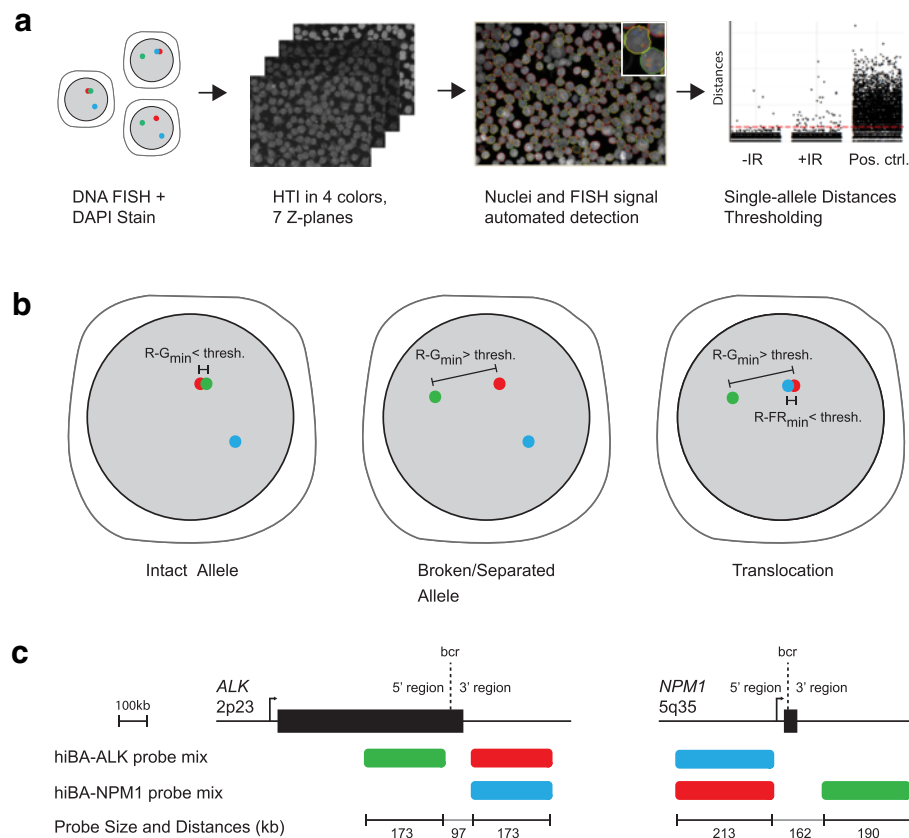 a
Distances
-IR +IR Pos. ctrl.
DNA FISH +
DAPI Stain
HTI in 4 colors,
7 Z-planes
Nuclei and FISH signal
automated detection
Single-allele Distances
Thresholding
b
R-Gmin< thresh.
R-Gmin> thresh.
R-Gmin> thresh.
R-FRmin< thresh.
Intact Allele
Broken/Separated
Allele
Translocation
c
bcr
bcr
ALK
2p23
5' region 3' region
NPM1
5q35
5' region 3' region
100kb
hiBA-ALK probe mix
hiBA-NPM1 probe mix
Probe Size and Distances (kb)
173 97 173
213 162 190